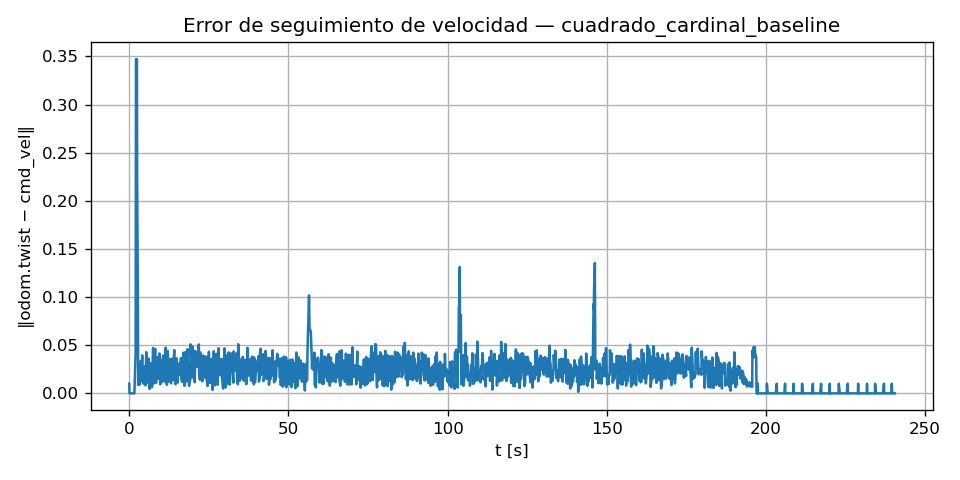 Error de seguimiento de velocidad — cuadrado_cardinal_baseline
‖odom.twist − cmd_vel‖
0.35
0.30
0.25
0.20
0.15
0.10
0.05
0.00
0 50 100 150 200 250
t [s]